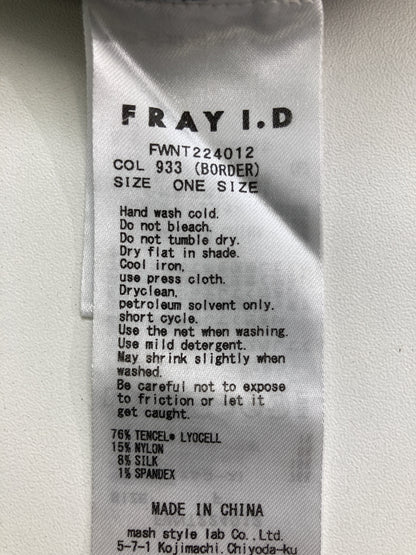 FRAY I.D
FWNT224012
COL 933 (BORDER)
SIZE ONE SIZE
Hand wash cold.
Do not bleach.
Do not tumble dry.
Dry flat in shade.
Cool iron,
use press cloth.
Dryclean,
petroleum solvent only.
short cycle.
Use the net when washing.
Use mild detergent.
May shrink slightly when
washed.
Be careful not to expose
to friction or let it
get caught.
76% TENCEL® LYOCELL
15% NYLON
8% SILK
1% SPANDEX
MADE IN CHINA
mash style lab Co.,Ltd.
5-7-1 Kojimachi,Chiyoda-ku